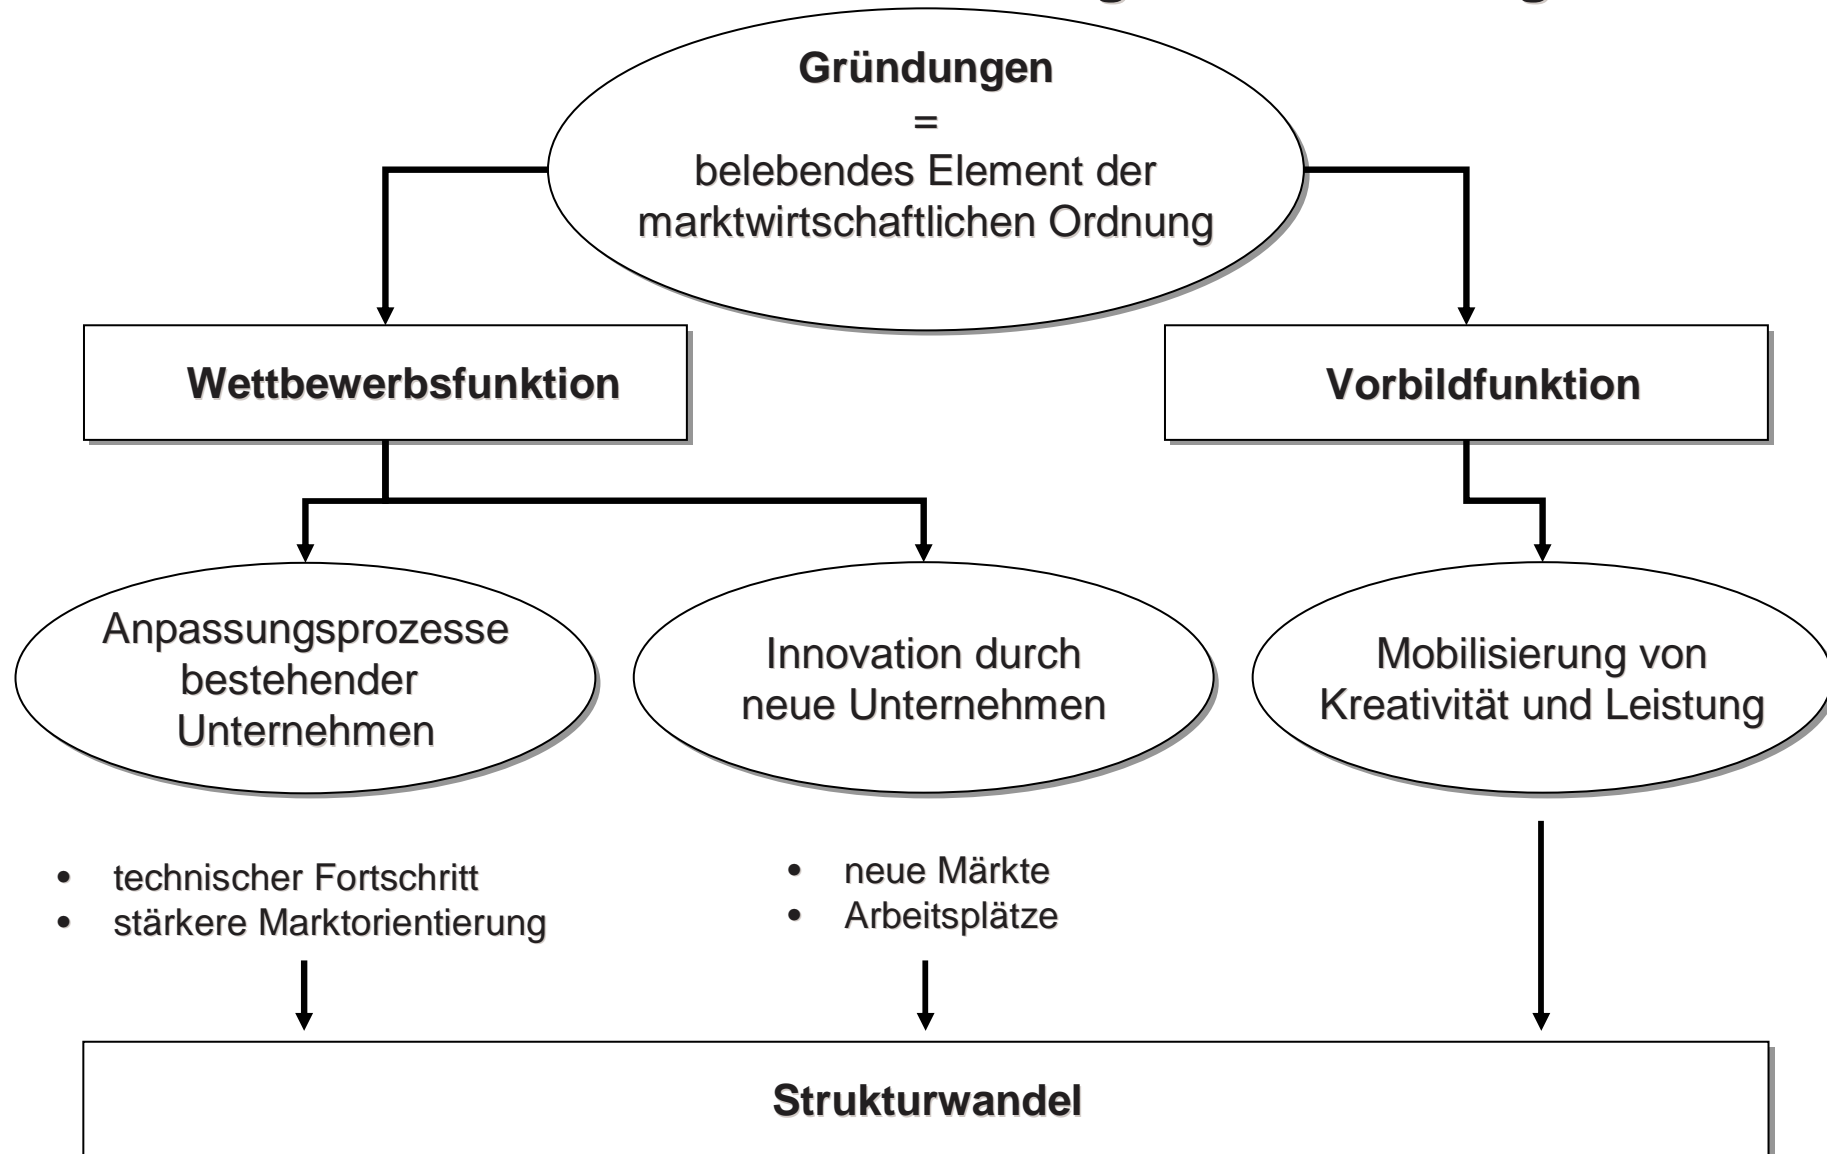 Gründungen
=
belebendes Element der
marktwirtschaftlichen Ordnung
Wettbewerbsfunktion
Vorbildfunktion
Anpassungsprozesse
bestehender
Unternehmen
Innovation durch
neue Unternehmen
Mobilisierung von
Kreativität und Leistung
• technischer Fortschritt
• stärkere Marktorientierung
• neue Märkte
• Arbeitsplätze
Strukturwandel